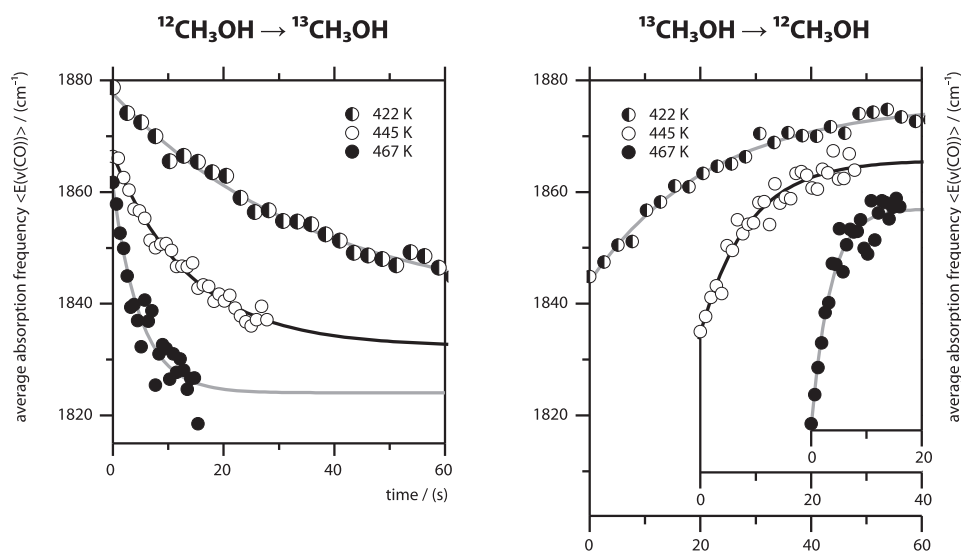 ¹²CH₃OH → ¹³CH₃OH
average absorption frequency <E(ν(CO))> / (cm⁻¹)
1880
1860
1840
1820
422 K
445 K
467 K
0
20
40
60
time / (s)
¹³CH₃OH → ¹²CH₃OH
1880
1860
1840
1820
422 K
445 K
467 K
0
20
0
20
40
0
20
40
60
average absorption frequency <E(ν(CO))> / (cm⁻¹)